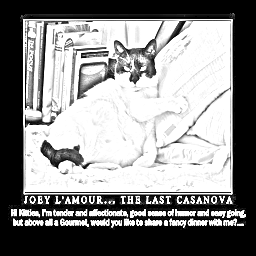 JOEY L'AMOUR... THE LAST CASANOVA
Hi Kitties, I'm tender and affectionate, good sense of humor and easy going,
but above all a Gourmet, would you like to share a fancy dinner with me?....